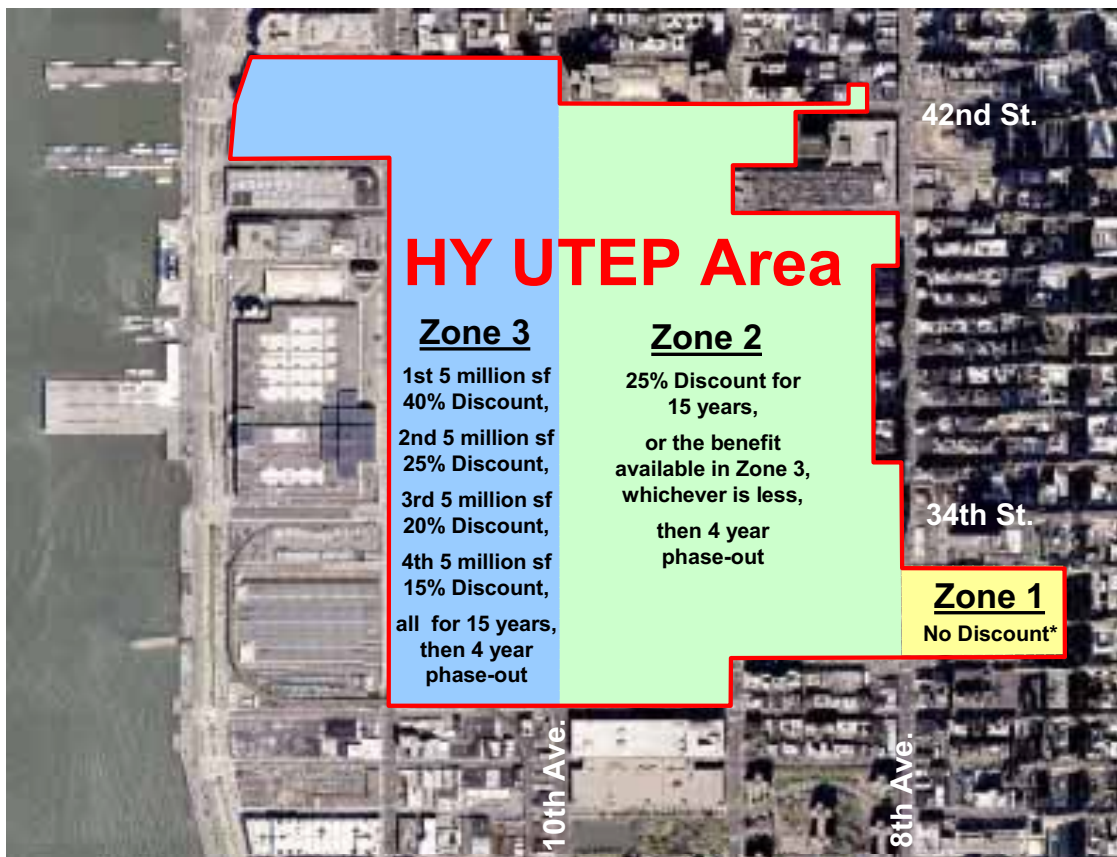 42nd St.
HY UTEP Area
Zone 3
1st 5 million sf
40% Discount,
2nd 5 million sf
25% Discount,
3rd 5 million sf
20% Discount,
4th 5 million sf
15% Discount,
all for 15 years,
then 4 year
phase-out
Zone 2
25% Discount for
15 years,
or the benefit
available in Zone 3,
whichever is less,
then 4 year
phase-out
34th St.
Zone 1
No Discount*
10th Ave.
8th Ave.